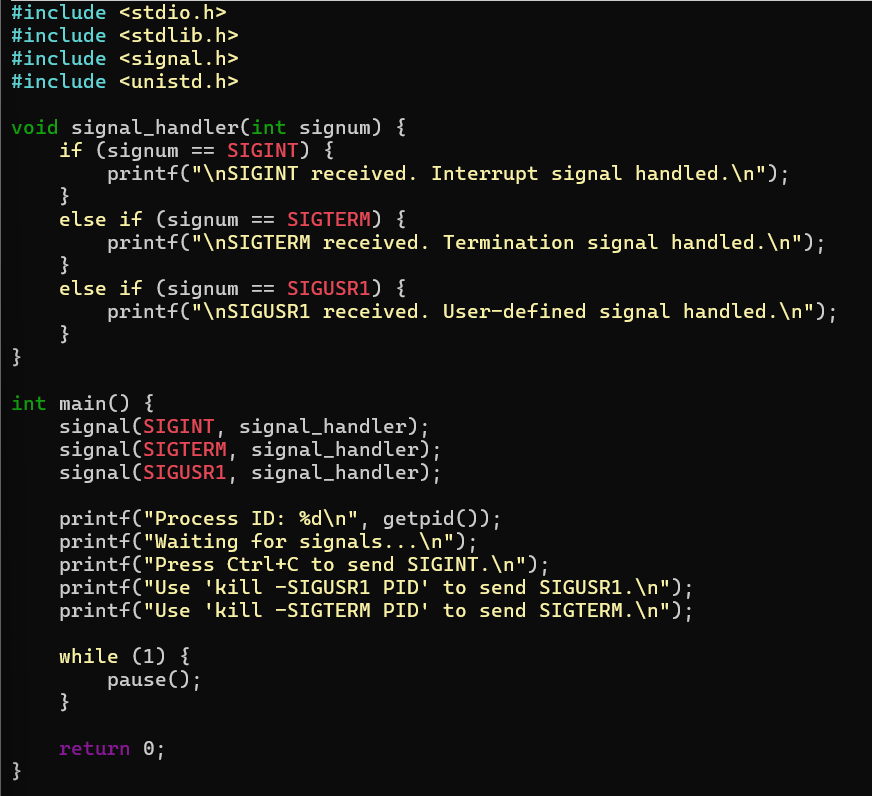 #include <stdio.h>
#include <stdlib.h>
#include <signal.h>
#include <unistd.h>

void signal_handler(int signum) {
    if (signum == SIGINT) {
        printf("\nSIGINT received. Interrupt signal handled.\n");
    }
    else if (signum == SIGTERM) {
        printf("\nSIGTERM received. Termination signal handled.\n");
    }
    else if (signum == SIGUSR1) {
        printf("\nSIGUSR1 received. User-defined signal handled.\n");
    }
}

int main() {
    signal(SIGINT, signal_handler);
    signal(SIGTERM, signal_handler);
    signal(SIGUSR1, signal_handler);

    printf("Process ID: %d\n", getpid());
    printf("Waiting for signals...\n");
    printf("Press Ctrl+C to send SIGINT.\n");
    printf("Use 'kill -SIGUSR1 PID' to send SIGUSR1.\n");
    printf("Use 'kill -SIGTERM PID' to send SIGTERM.\n");

    while (1) {
        pause();
    }

    return 0;
}